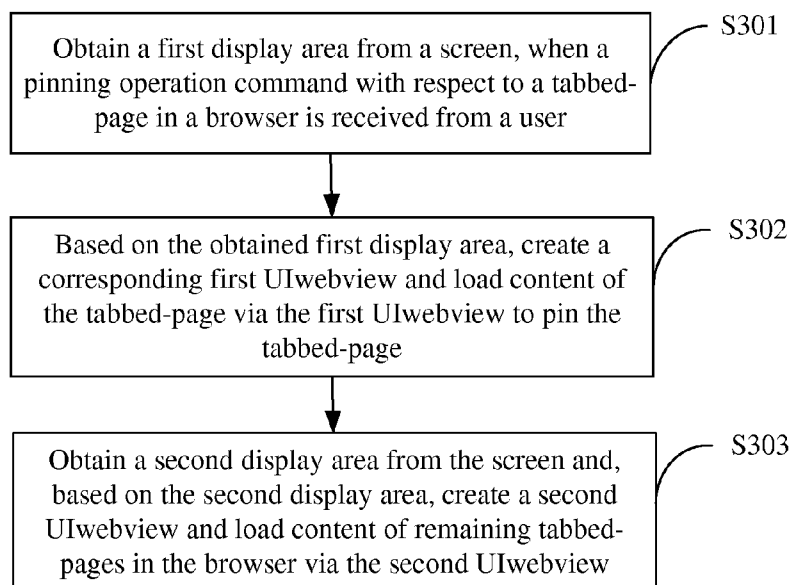 S301
Obtain a first display area from a screen, when a
pinning operation command with respect to a tabbed-
page in a browser is received from a user
S302
Based on the obtained first display area, create a
corresponding first UIwebview and load content of
the tabbed-page via the first UIwebview to pin the
tabbed-page
S303
Obtain a second display area from the screen and,
based on the second display area, create a second
UIwebview and load content of remaining tabbed-
pages in the browser via the second UIwebview